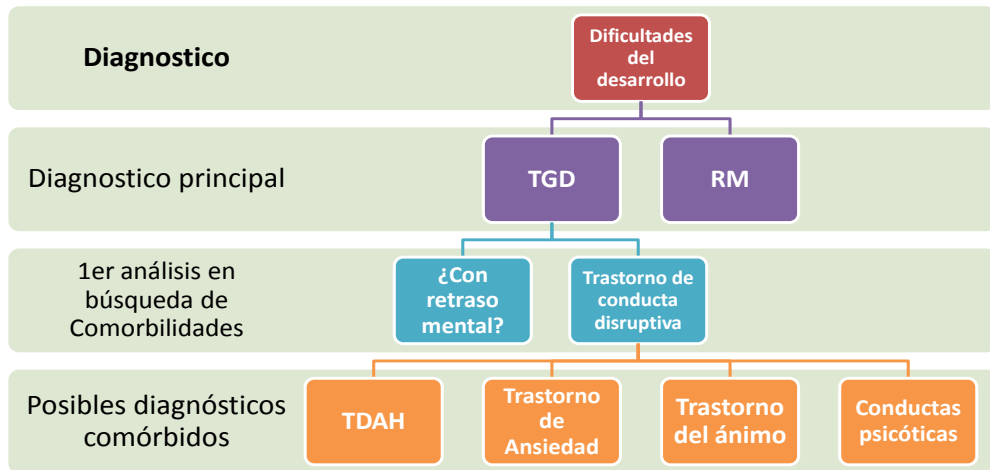 Diagnostico
Dificultades
del
desarrollo
Diagnostico principal
TGD
RM
1er análisis en
búsqueda de
Comorbilidades
¿Con
retraso
mental?
Trastorno de
conducta
disruptiva
Posibles diagnósticos
comórbidos
TDAH
Trastorno
de
Ansiedad
Trastorno
del ánimo
Conductas
psicóticas